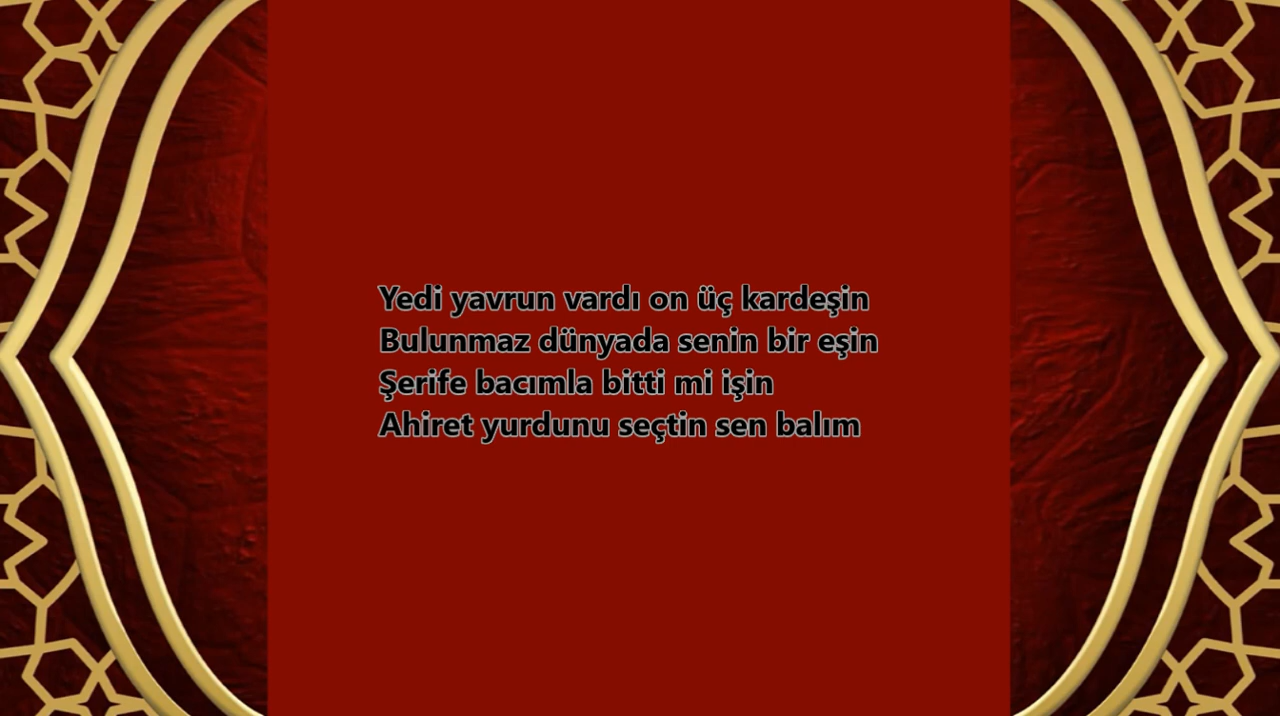 Yedi yavrun vardı on üç kardeşin
Bulunmaz dünyada senin bir eşin
Şerife bacımla bitti mi işin
Ahiret yurdunu seçtin sen balım